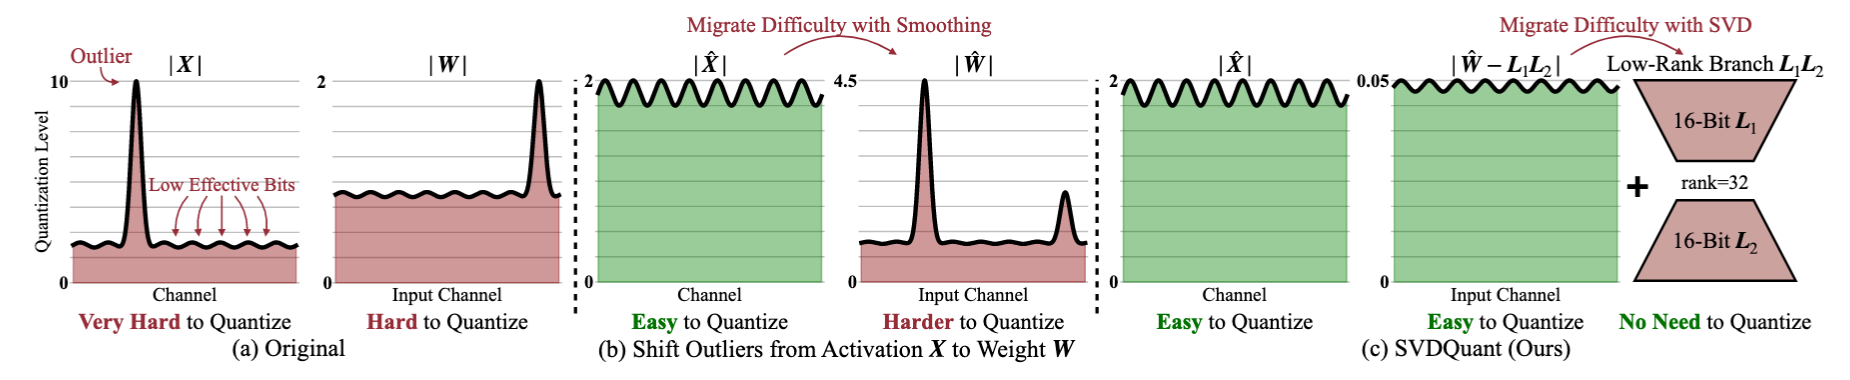 Migrate Difficulty with Smoothing
Migrate Difficulty with SVD
Outlier
|X|
|W|
|X̂|
|Ŵ|
|X̂|
|Ŵ − L₁L₂|
Low-Rank Branch L₁L₂
Quantization Level
10
0
Low Effective Bits
Channel
Very Hard to Quantize
2
0
Input Channel
Hard to Quantize
(a) Original
2
0
Channel
Easy to Quantize
4.5
0
Input Channel
Harder to Quantize
(b) Shift Outliers from Activation X to Weight W
2
0
Channel
Easy to Quantize
0.05
0
Input Channel
Easy to Quantize
+
16-Bit L₁
rank=32
16-Bit L₂
No Need to Quantize
(c) SVDQuant (Ours)